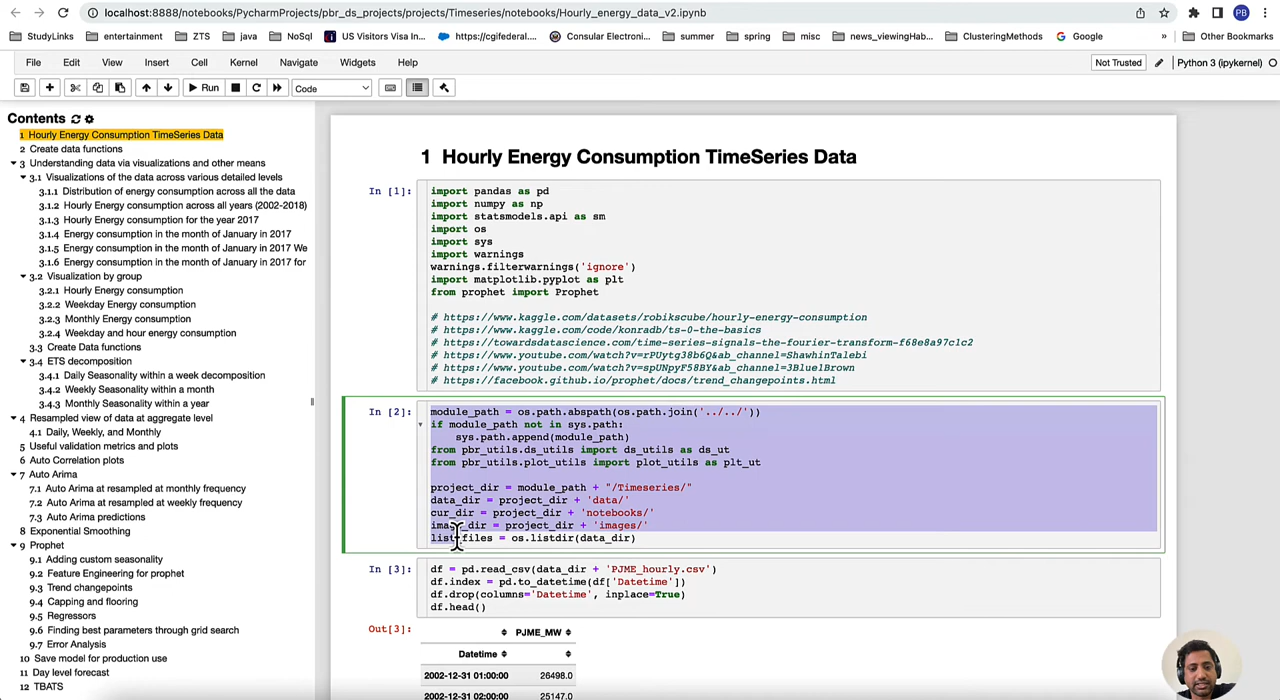 localhost:8888/notebooks/PycharmProjects/pbr_ds_projects/projects/Timeseries/notebooks/Hourly_energy_data_v2.ipynb
PB
StudyLinks entertainment ZTS java NoSql US Visitors Visa In... https://cgifederal.... Consular Electroni... summer spring misc news_viewingHab... ClusteringMethods Google » Other Bookmarks
File Edit View Insert Cell Kernel Navigate Widgets Help Not Trusted Python 3 (ipykernel)
Run Code
Contents
1 Hourly Energy Consumption TimeSeries Data
2 Create data functions
3 Understanding data via visualizations and other means
3.1 Visualizations of the data across various detailed levels
3.1.1 Distribution of energy consumption across all the data
3.1.2 Hourly Energy consumption across all years (2002-2018)
3.1.3 Hourly Energy consumption for the year 2017
3.1.4 Energy consumption in the month of January in 2017
3.1.5 Energy consumption in the month of January in 2017 We
3.1.6 Energy consumption in the month of January in 2017 for
3.2 Visualization by group
3.2.1 Hourly Energy consumption
3.2.2 Weekday Energy consumption
3.2.3 Monthly Energy consumption
3.2.4 Weekday and hour energy consumption
3.3 Create Data functions
3.4 ETS decomposition
3.4.1 Daily Seasonality within a week decomposition
3.4.2 Weekly Seasonality within a month
3.4.3 Monthly Seasonality within a year
4 Resampled view of data at aggregate level
4.1 Daily, Weekly, and Monthly
5 Useful validation metrics and plots
6 Auto Correlation plots
7 Auto Arima
7.1 Auto Arima at resampled at monthly frequency
7.2 Auto Arima at resampled at weekly frequency
7.3 Auto Arima predictions
8 Exponential Smoothing
9 Prophet
9.1 Adding custom seasonality
9.2 Feature Engineering for prophet
9.3 Trend changepoints
9.4 Capping and flooring
9.5 Regressors
9.6 Finding best parameters through grid search
9.7 Error Analysis
10 Save model for production use
11 Day level forecast
12 TBATS
1 Hourly Energy Consumption TimeSeries Data
In [1]:
import pandas as pd
import numpy as np
import statsmodels.api as sm
import os
import sys
import warnings
warnings.filterwarnings('ignore')
import matplotlib.pyplot as plt
from prophet import Prophet
# https://www.kaggle.com/datasets/robikscube/hourly-energy-consumption
# https://www.kaggle.com/code/konradb/ts-0-the-basics
# https://towardsdatascience.com/time-series-signals-the-fourier-transform-f68e8a97c1c2
# https://www.youtube.com/watch?v=rPUytg38b6Q&ab_channel=ShawhinTalebi
# https://www.youtube.com/watch?v=spUNpyF58BY&ab_channel=3Blue1Brown
# https://facebook.github.io/prophet/docs/trend_changepoints.html
In [2]:
module_path = os.path.abspath(os.path.join('../../'))
if module_path not in sys.path:
sys.path.append(module_path)
from pbr_utils.ds_utils import ds_utils as ds_ut
from pbr_utils.plot_utils import plot_utils as plt_ut
project_dir = module_path + "/Timeseries/"
data_dir = project_dir + 'data/'
cur_dir = project_dir + 'notebooks/'
image_dir = project_dir + 'images/'
list_files = os.listdir(data_dir)
In [3]:
df = pd.read_csv(data_dir + 'PJME_hourly.csv')
df.index = pd.to_datetime(df['Datetime'])
df.drop(columns='Datetime', inplace=True)
df.head()
Out[3]:
PJME_MW
Datetime
2002-12-31 01:00:00 26498.0
2002-12-31 02:00:00 25147.0